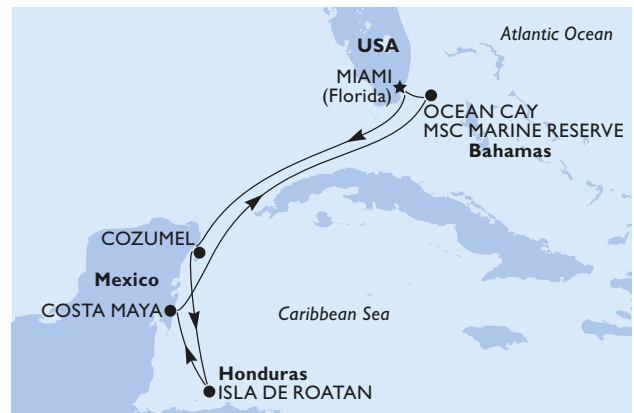 Atlantic Ocean
USA
MIAMI
(Florida)
OCEAN CAY
MSC MARINE RESERVE
Bahamas
COZUMEL
Mexico
COSTA MAYA
Caribbean Sea
Honduras
ISLA DE ROATAN